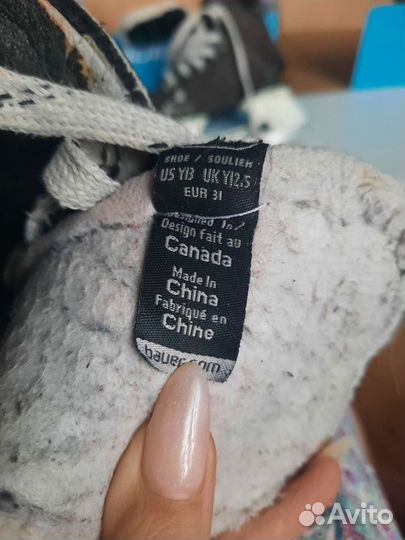 SHOE / SOULIER
US Y13 UK Y12,5
EUR 31
Designed In/
Design fait au
Canada
Made In
China
Fabriqué en
Chine
bauer.com
Avito